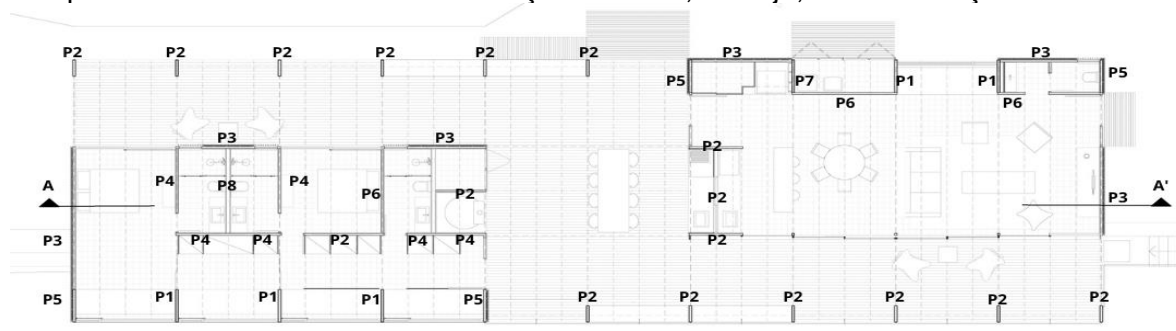 P3 P3
P2 P2 P2 P2 P2 P2
P5 P7 P1 P1 P5
P6 P6
P3 P3
P2
P4 P8 P4 P6 P2
A P2 P3 A'
P3 P4 P4 P2 P4 P4 P2
P5 P1 P1 P1 P5 P2 P2 P2 P2 P2 P2